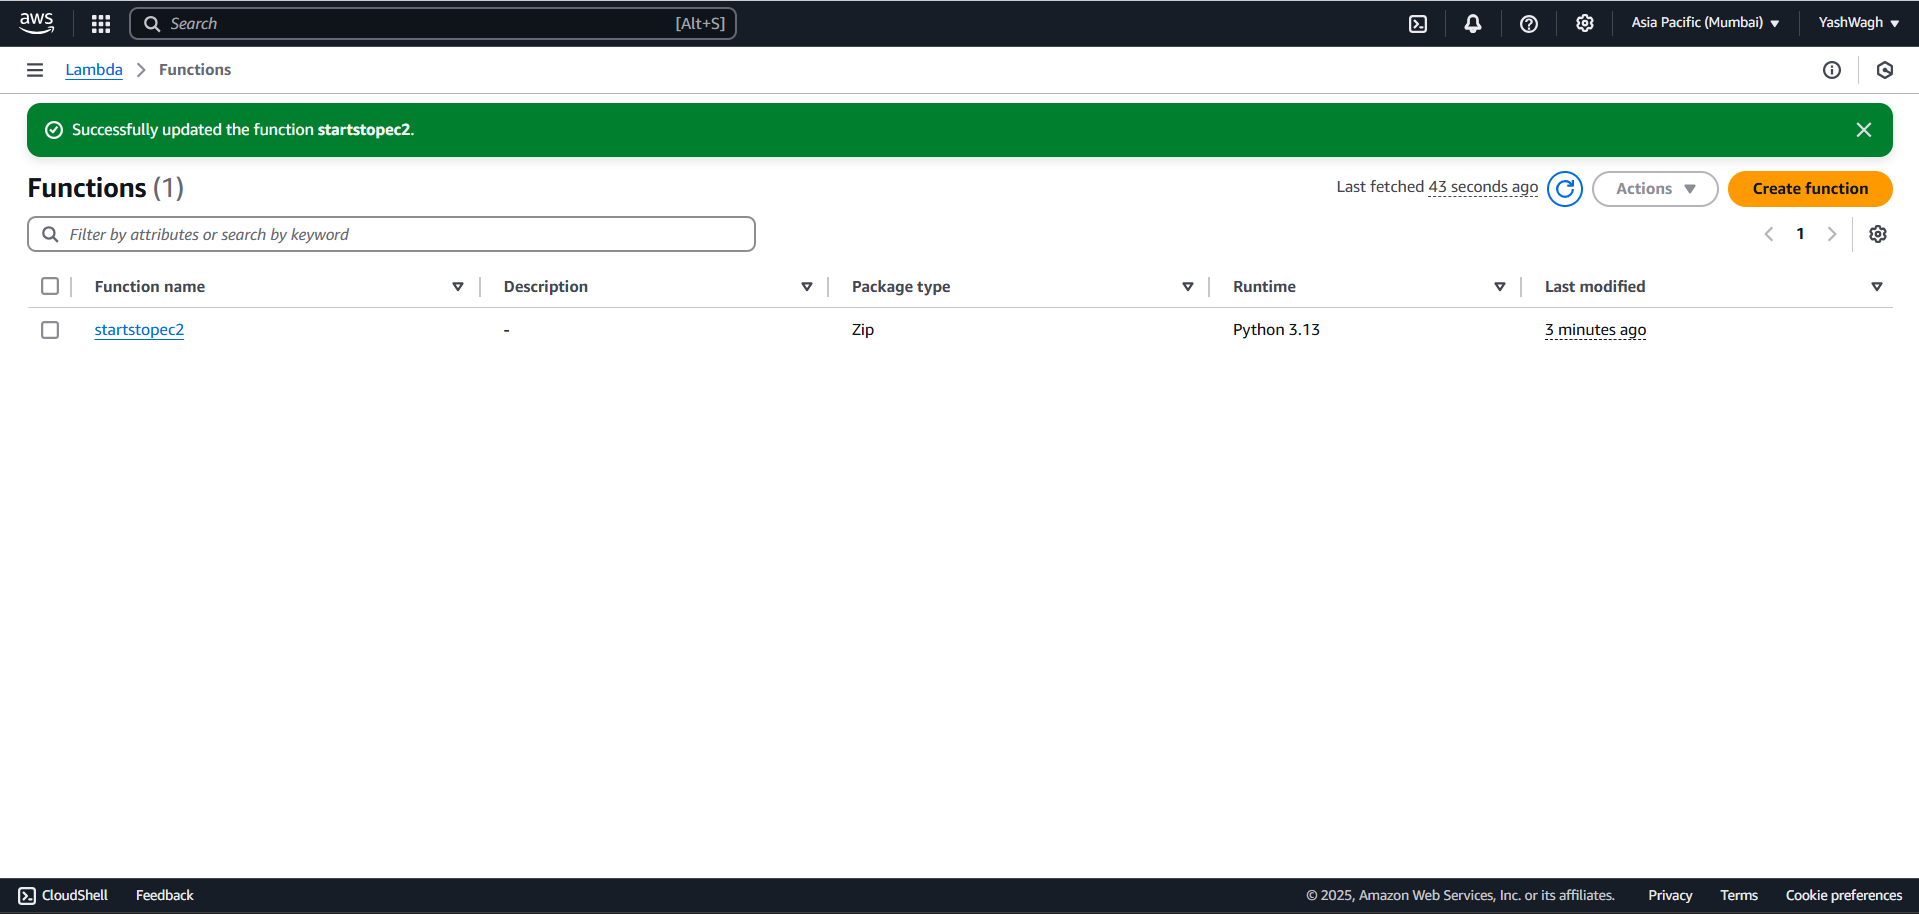 aws
Search [Alt+S]
Asia Pacific (Mumbai)
YashWagh
Lambda
Functions
Successfully updated the function startstopec2.
Functions (1)
Last fetched 43 seconds ago
Actions
Create function
Filter by attributes or search by keyword
1
Function name
Description
Package type
Runtime
Last modified
startstopec2
-
Zip
Python 3.13
3 minutes ago
CloudShell
Feedback
© 2025, Amazon Web Services, Inc. or its affiliates.
Privacy
Terms
Cookie preferences